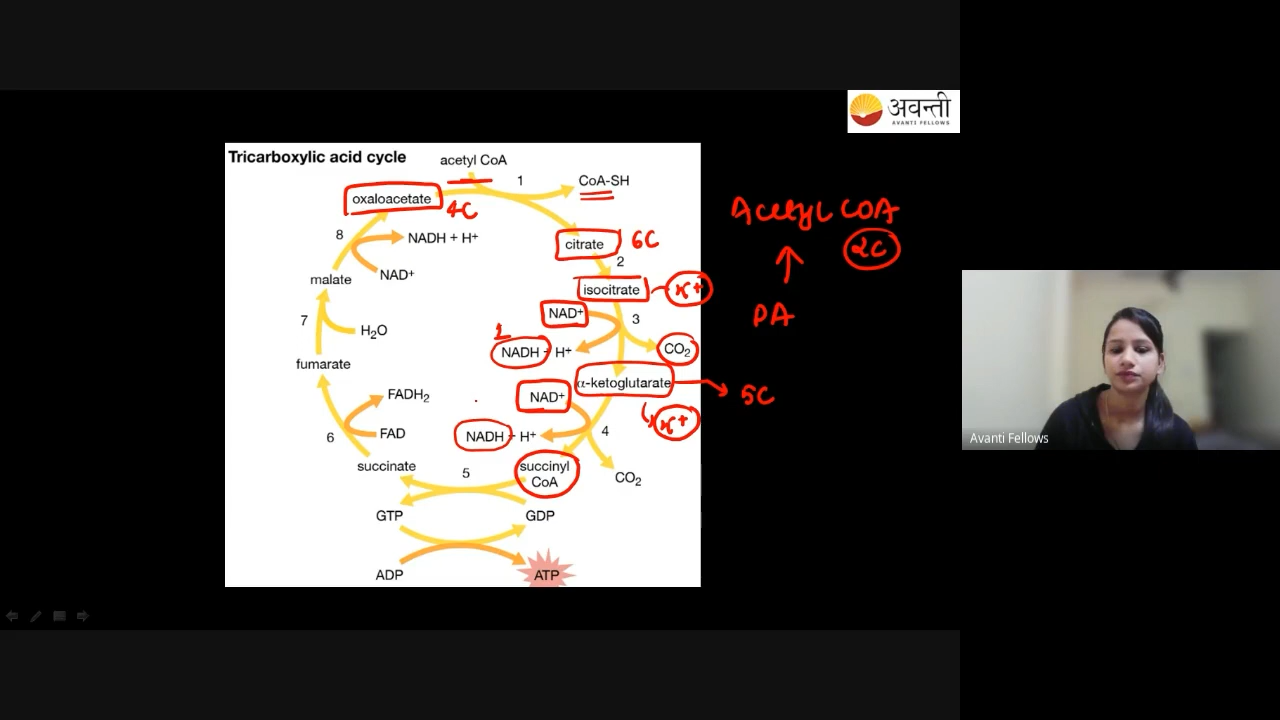 अवन्ती
AVANTI FELLOWS
Tricarboxylic acid cycle
acetyl CoA
1
CoA-SH
oxaloacetate
4C
Acetyl COA
2C
8
NADH + H⁺
citrate
6C
2
malate
NAD⁺
isocitrate
NAD⁺
3
PA
7
H₂O
1
NADH + H⁺
CO₂
fumarate
α-ketoglutarate
5C
FADH₂
NAD⁺
6
FAD
NADH + H⁺
4
Avanti Fellows
succinate
5
succinyl
CoA
CO₂
GTP
GDP
ADP
ATP